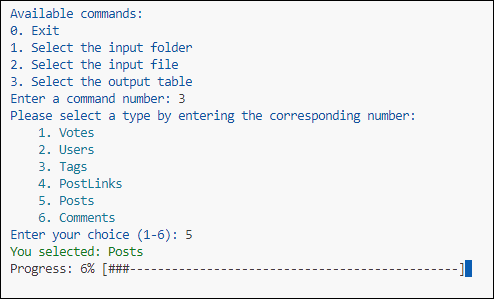 Available commands:
0. Exit
1. Select the input folder
2. Select the input file
3. Select the output table
Enter a command number: 3
Please select a type by entering the corresponding number:
    1. Votes
    2. Users
    3. Tags
    4. PostLinks
    5. Posts
    6. Comments
Enter your choice (1-6): 5
You selected: Posts
Progress: 6% [###-----------------------------------------------]